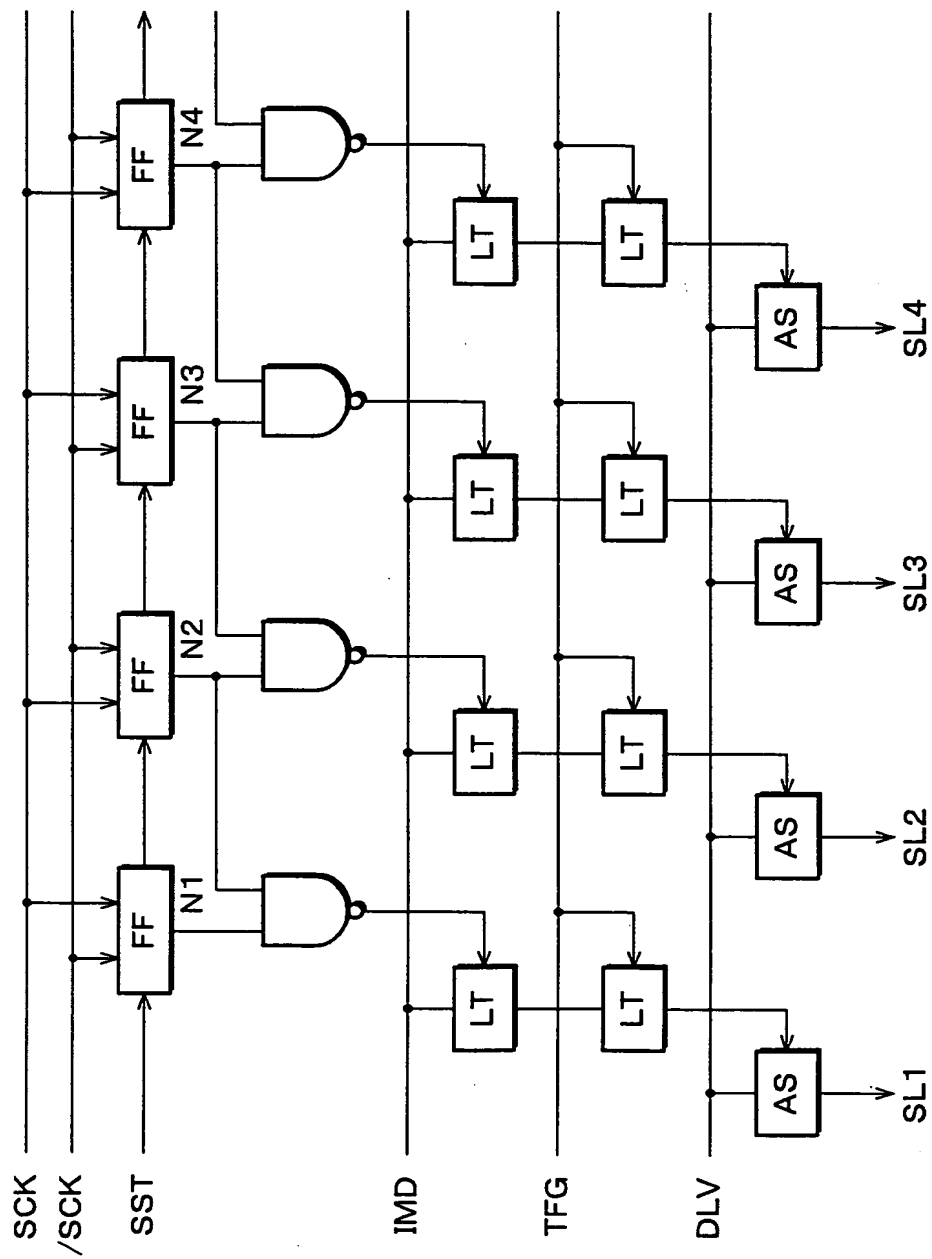 SCK
/SCK
SST
FF
FF
FF
FF
N1
N2
N3
N4
IMD
LT
LT
LT
LT
TFG
LT
LT
LT
LT
DLV
AS
AS
AS
AS
SL1
SL2
SL3
SL4